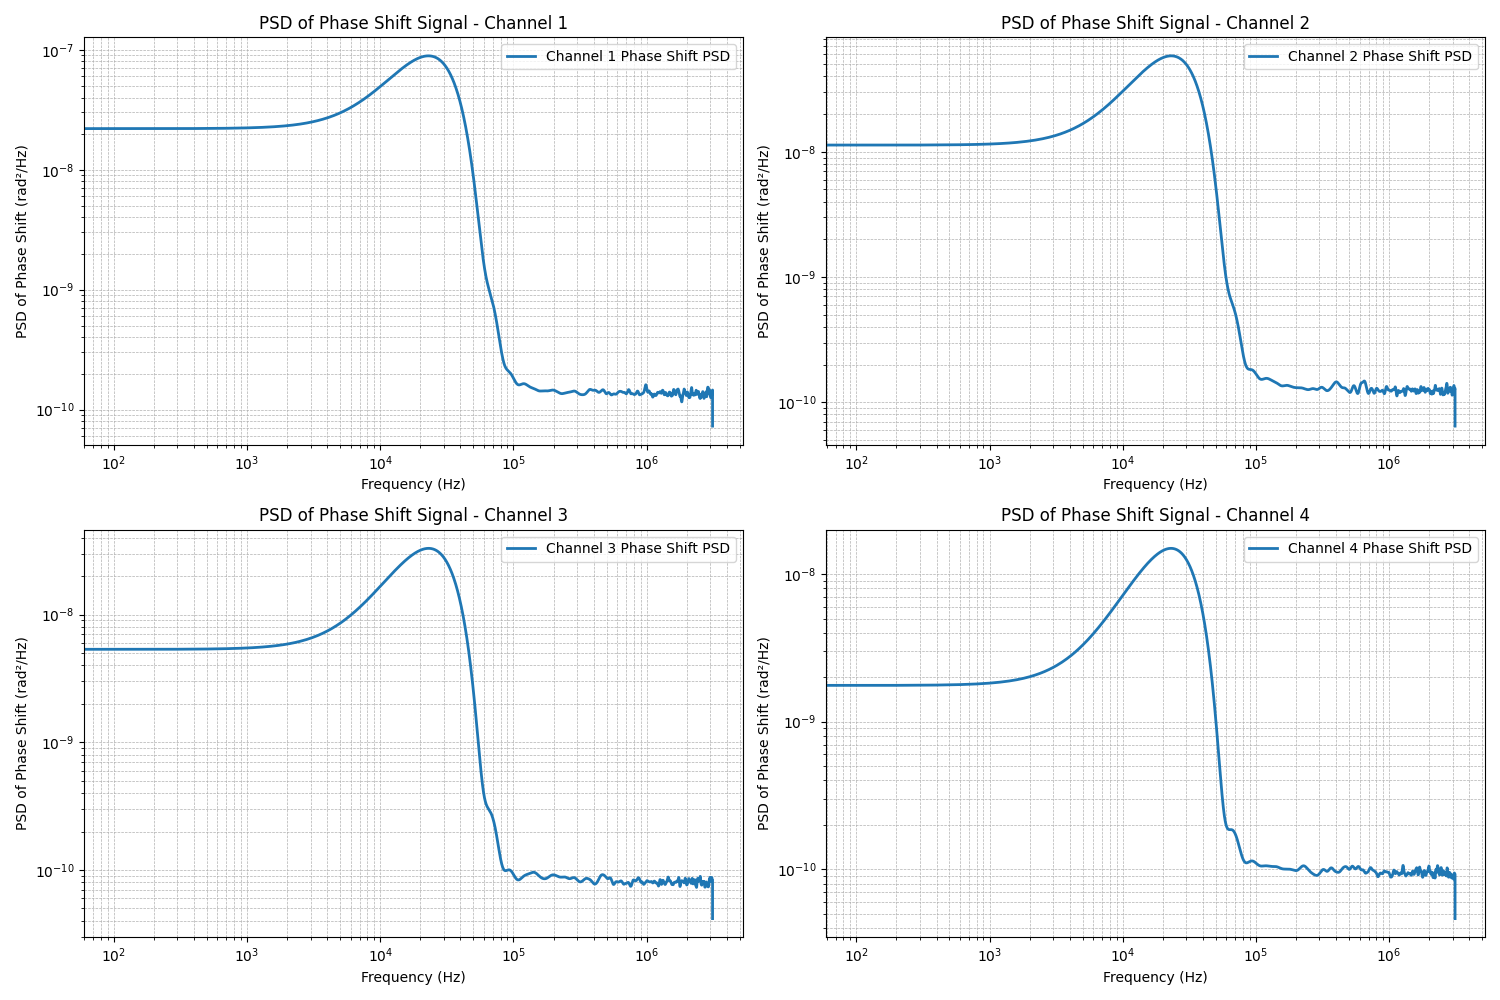 PSD of Phase Shift Signal - Channel 1
Channel 1 Phase Shift PSD
PSD of Phase Shift (rad²/Hz)
10⁻⁷
10⁻⁸
10⁻⁹
10⁻¹⁰
10²
10³
10⁴
10⁵
10⁶
Frequency (Hz)
PSD of Phase Shift Signal - Channel 2
Channel 2 Phase Shift PSD
PSD of Phase Shift (rad²/Hz)
10⁻⁸
10⁻⁹
10⁻¹⁰
10²
10³
10⁴
10⁵
10⁶
Frequency (Hz)
PSD of Phase Shift Signal - Channel 3
Channel 3 Phase Shift PSD
PSD of Phase Shift (rad²/Hz)
10⁻⁸
10⁻⁹
10⁻¹⁰
10²
10³
10⁴
10⁵
10⁶
Frequency (Hz)
PSD of Phase Shift Signal - Channel 4
Channel 4 Phase Shift PSD
PSD of Phase Shift (rad²/Hz)
10⁻⁸
10⁻⁹
10⁻¹⁰
10²
10³
10⁴
10⁵
10⁶
Frequency (Hz)